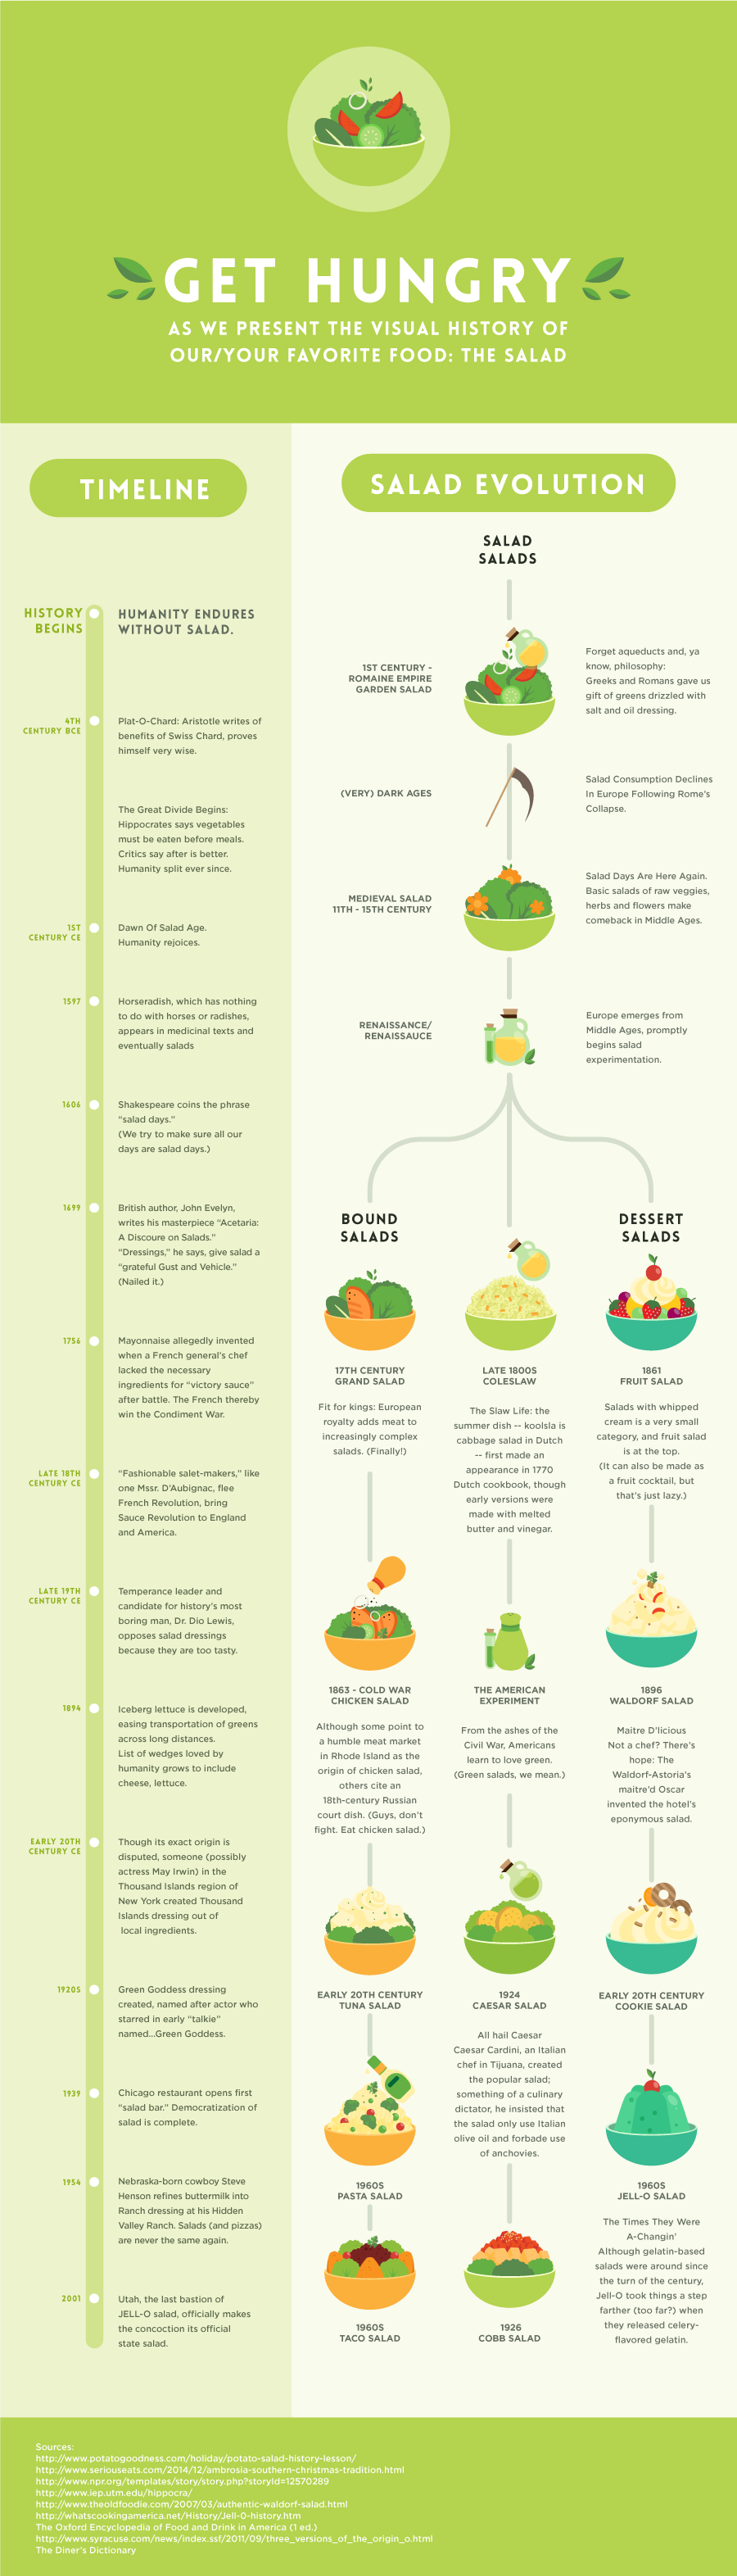 GET HUNGRY
AS WE PRESENT THE VISUAL HISTORY OF
OUR/YOUR FAVORITE FOOD: THE SALAD
TIMELINE
HISTORY
BEGINS
HUMANITY ENDURES
WITHOUT SALAD.
4TH
CENTURY BCE
Plat-O-Chard: Aristotle writes of
benefits of Swiss Chard, proves
himself very wise.
The Great Divide Begins:
Hippocrates says vegetables
must be eaten before meals.
Critics say after is better.
Humanity split ever since.
1ST
CENTURY CE
Dawn Of Salad Age.
Humanity rejoices.
1597
Horseradish, which has nothing
to do with horses or radishes,
appears in medicinal texts and
eventually salads
1606
Shakespeare coins the phrase
“salad days.”
(We try to make sure all our
days are salad days.)
1699
British author, John Evelyn,
writes his masterpiece “Acetaria:
A Discoure on Salads.”
“Dressings,” he says, give salad a
“grateful Gust and Vehicle.”
(Nailed it.)
1756
Mayonnaise allegedly invented
when a French general’s chef
lacked the necessary
ingredients for “victory sauce”
after battle. The French thereby
win the Condiment War.
LATE 18TH
CENTURY CE
“Fashionable salet-makers,” like
one Mssr. D’Aubignac, flee
French Revolution, bring
Sauce Revolution to England
and America.
LATE 19TH
CENTURY CE
Temperance leader and
candidate for history’s most
boring man, Dr. Dio Lewis,
opposes salad dressings
because they are too tasty.
1894
Iceberg lettuce is developed,
easing transportation of greens
across long distances.
List of wedges loved by
humanity grows to include
cheese, lettuce.
EARLY 20TH
CENTURY CE
Though its exact origin is
disputed, someone (possibly
actress May Irwin) in the
Thousand Islands region of
New York created Thousand
Islands dressing out of
local ingredients.
1920S
Green Goddess dressing
created, named after actor who
starred in early “talkie”
named...Green Goddess.
1939
Chicago restaurant opens first
“salad bar.” Democratization of
salad is complete.
1954
Nebraska-born cowboy Steve
Henson refines buttermilk into
Ranch dressing at his Hidden
Valley Ranch. Salads (and pizzas)
are never the same again.
2001
Utah, the last bastion of
JELL-O salad, officially makes
the concoction its official
state salad.
SALAD EVOLUTION
SALAD
SALADS
1ST CENTURY -
ROMAINE EMPIRE
GARDEN SALAD
Forget aqueducts and, ya
know, philosophy:
Greeks and Romans gave us
gift of greens drizzled with
salt and oil dressing.
(VERY) DARK AGES
Salad Consumption Declines
In Europe Following Rome’s
Collapse.
MEDIEVAL SALAD
11TH - 15TH CENTURY
Salad Days Are Here Again.
Basic salads of raw veggies,
herbs and flowers make
comeback in Middle Ages.
RENAISSANCE/
RENAISSAUCE
Europe emerges from
Middle Ages, promptly
begins salad
experimentation.
BOUND
SALADS
17TH CENTURY
GRAND SALAD
Fit for kings: European
royalty adds meat to
increasingly complex
salads. (Finally!)
1863 - COLD WAR
CHICKEN SALAD
Although some point to
a humble meat market
in Rhode Island as the
origin of chicken salad,
others cite an
18th-century Russian
court dish. (Guys, don’t
fight. Eat chicken salad.)
EARLY 20TH CENTURY
TUNA SALAD
1960S
PASTA SALAD
1960S
TACO SALAD
LATE 1800S
COLESLAW
The Slaw Life: the
summer dish -- koolsla is
cabbage salad in Dutch
-- first made an
appearance in 1770
Dutch cookbook, though
early versions were
made with melted
butter and vinegar.
THE AMERICAN
EXPERIMENT
From the ashes of the
Civil War, Americans
learn to love green.
(Green salads, we mean.)
1924
CAESAR SALAD
All hail Caesar
Caesar Cardini, an Italian
chef in Tijuana, created
the popular salad;
something of a culinary
dictator, he insisted that
the salad only use Italian
olive oil and forbade use
of anchovies.
1926
COBB SALAD
DESSERT
SALADS
1861
FRUIT SALAD
Salads with whipped
cream is a very small
category, and fruit salad
is at the top.
(It can also be made as
a fruit cocktail, but
that’s just lazy.)
1896
WALDORF SALAD
Maitre D’licious
Not a chef? There’s
hope: The
Waldorf-Astoria’s
maitre’d Oscar
invented the hotel’s
eponymous salad.
EARLY 20TH CENTURY
COOKIE SALAD
1960S
JELL-O SALAD
The Times They Were
A-Changin’
Although gelatin-based
salads were around since
the turn of the century,
Jell-O took things a step
farther (too far?) when
they released celery-
flavored gelatin.
Sources:
http://www.potatogoodness.com/holiday/potato-salad-history-lesson/
http://www.seriouseats.com/2014/12/ambrosia-southern-christmas-tradition.html
http://www.npr.org/templates/story/story.php?storyId=12570289
http://www.iep.utm.edu/hippocra/
http://www.theoldfoodie.com/2007/03/authentic-waldorf-salad.html
http://whatscookingamerica.net/History/Jell-0-history.htm
The Oxford Encyclopedia of Food and Drink in America (1 ed.)
http://www.syracuse.com/news/index.ssf/2011/09/three_versions_of_the_origin_o.html
The Diner’s Dictionary